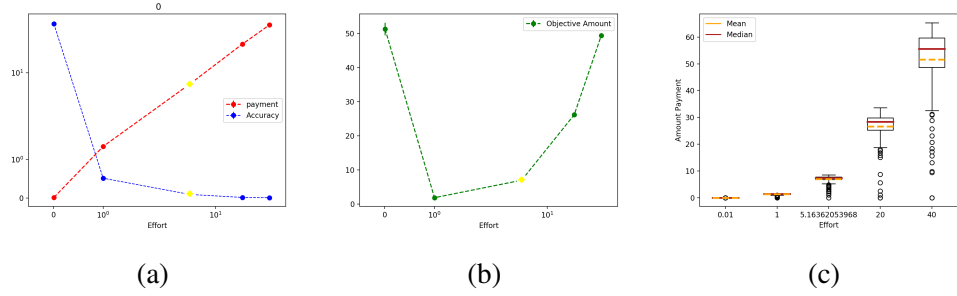 0
10¹
10⁰
0
payment
Accuracy
0
10⁰
10¹
Effort
(a)
Objective Amount
50
40
30
20
10
0
0
10⁰
10¹
Effort
(b)
Mean
Median
Amount Payment
60
50
40
30
20
10
0
0.01
1
5.16362053968
20
40
Effort
(c)